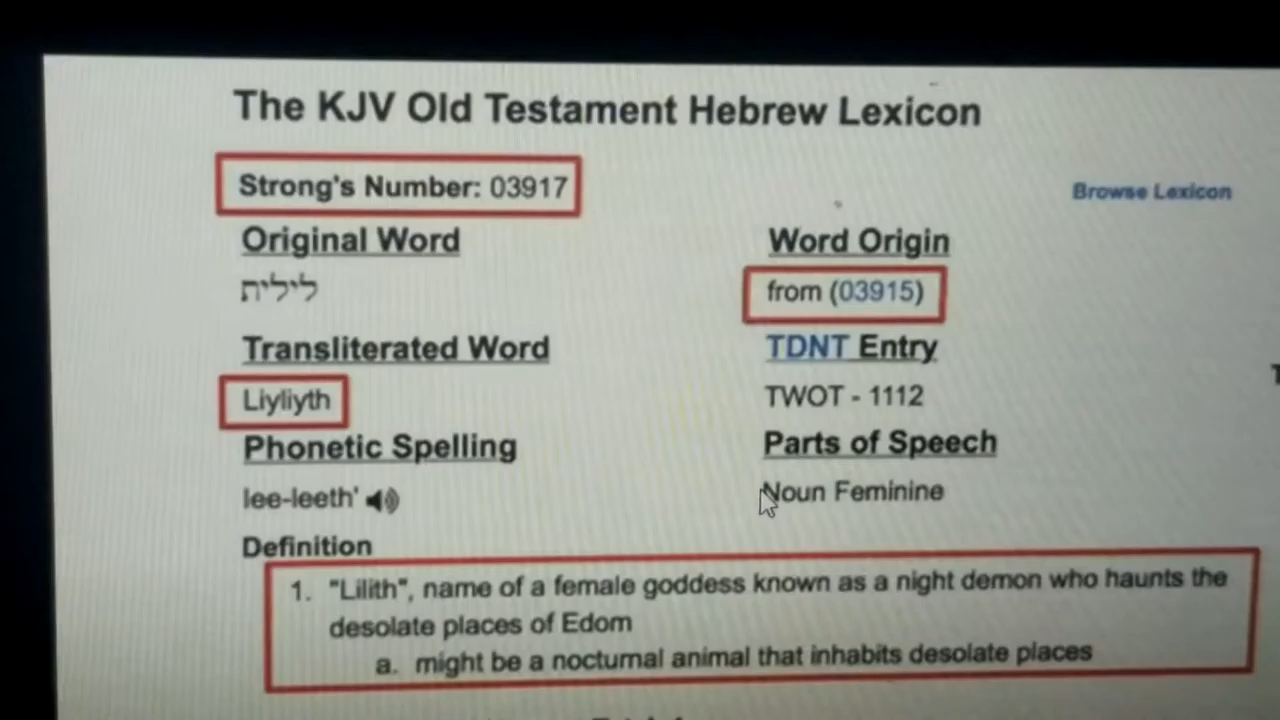 The KJV Old Testament Hebrew Lexicon
Strong's Number: 03917
Browse Lexicon
Original Word
Word Origin
לילית
from (03915)
Transliterated Word
TDNT Entry
Liyliyth
TWOT - 1112
Phonetic Spelling
Parts of Speech
lee-leeth'
Noun Feminine
Definition
1. "Lilith", name of a female goddess known as a night demon who haunts the
desolate places of Edom
a. might be a nocturnal animal that inhabits desolate places